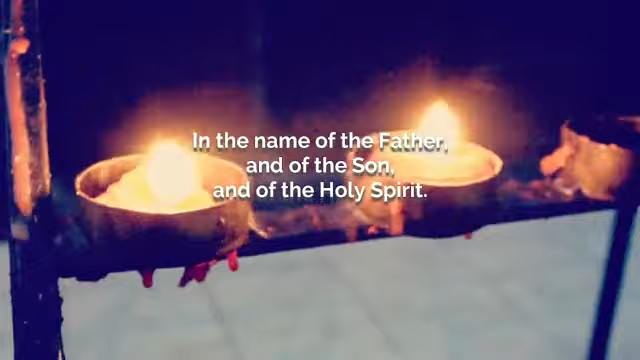 In the name of the Father,
and of the Son,
and of the Holy Spirit.